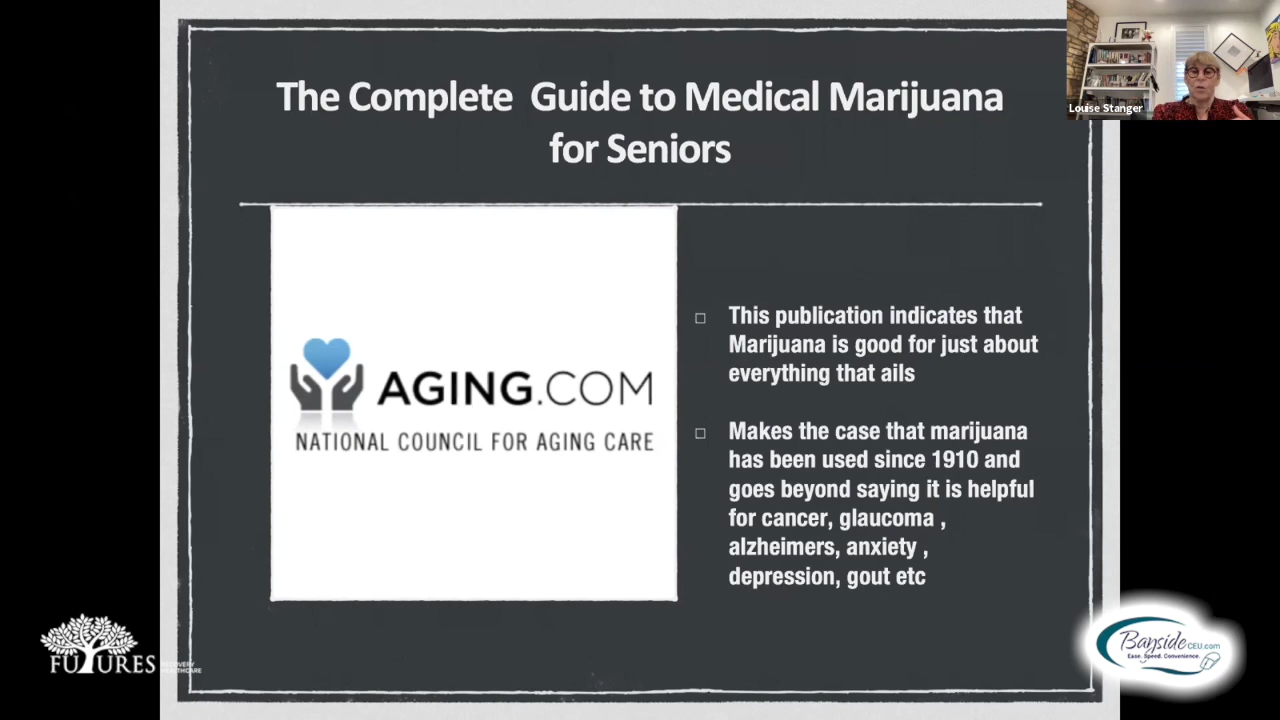 The Complete Guide to Medical Marijuana
for Seniors
Louise Stanger
AGING.COM
NATIONAL COUNCIL FOR AGING CARE
This publication indicates that
Marijuana is good for just about
everything that ails
Makes the case that marijuana
has been used since 1910 and
goes beyond saying it is helpful
for cancer, glaucoma ,
alzheimers, anxiety ,
depression, gout etc
FUTURES
RECOVERY
HEALTHCARE
BaysideCEU.com
Ease. Speed. Convenience.